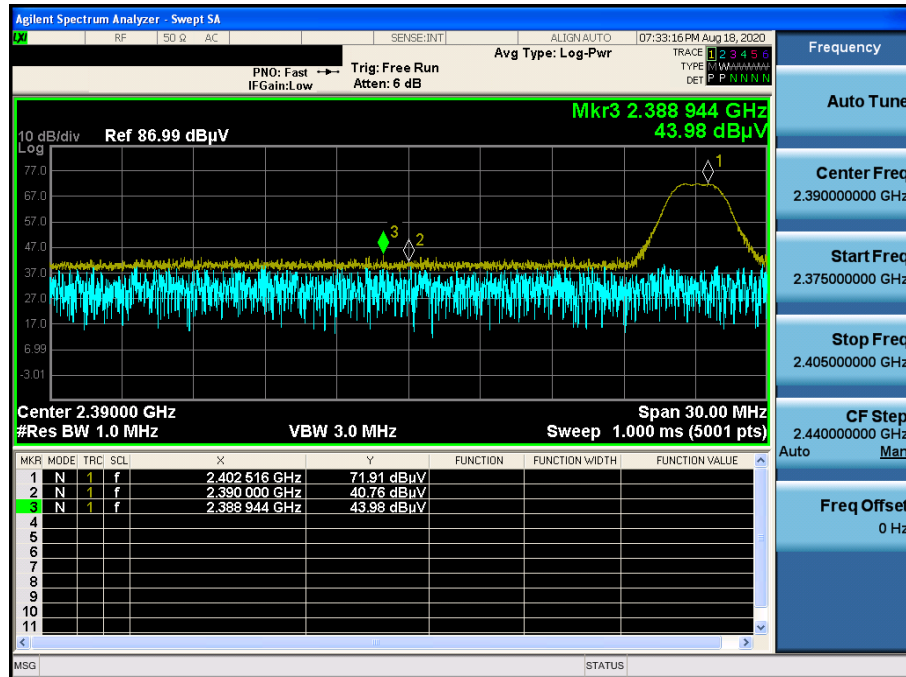 Agilent Spectrum Analyzer - Swept SA
LXI RF 50 Ω AC SENSE:INT ALIGN AUTO 07:33:16 PM Aug 18, 2020
Avg Type: Log-Pwr TRACE 1 2 3 4 5 6
PNO: Fast Trig: Free Run TYPE M W
IFGain:Low Atten: 6 dB DET P P N N N N
Mkr3 2.388 944 GHz
43.98 dBµV
10 dB/div Ref 86.99 dBµV
Log
77.0
67.0
57.0
47.0
37.0
27.0
17.0
6.99
-3.01
1
3
2
Center 2.39000 GHz Span 30.00 MHz
#Res BW 1.0 MHz VBW 3.0 MHz Sweep 1.000 ms (5001 pts)
MKR MODE TRC SCL X Y FUNCTION FUNCTION WIDTH FUNCTION VALUE
1 N 1 f 2.402 516 GHz 71.91 dBµV
2 N 1 f 2.390 000 GHz 40.76 dBµV
3 N 1 f 2.388 944 GHz 43.98 dBµV
4
5
6
7
8
9
10
11
MSG STATUS
Frequency
Auto Tune
Center Freq
2.390000000 GHz
Start Freq
2.375000000 GHz
Stop Freq
2.405000000 GHz
CF Step
2.440000000 GHz
Auto Man
Freq Offset
0 Hz